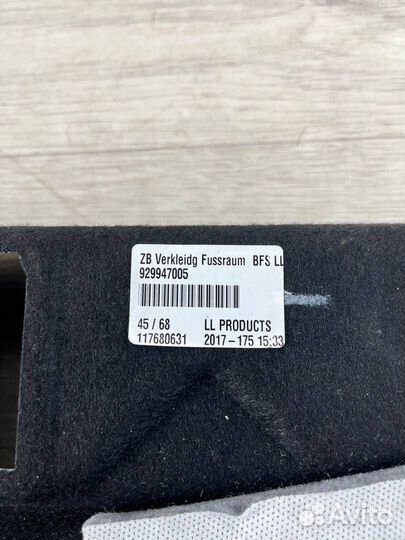 ZB Verkleidg Fussraum BFS LL
929947005
45 / 68 LL PRODUCTS
117680631 2017-175 15:33
Avito